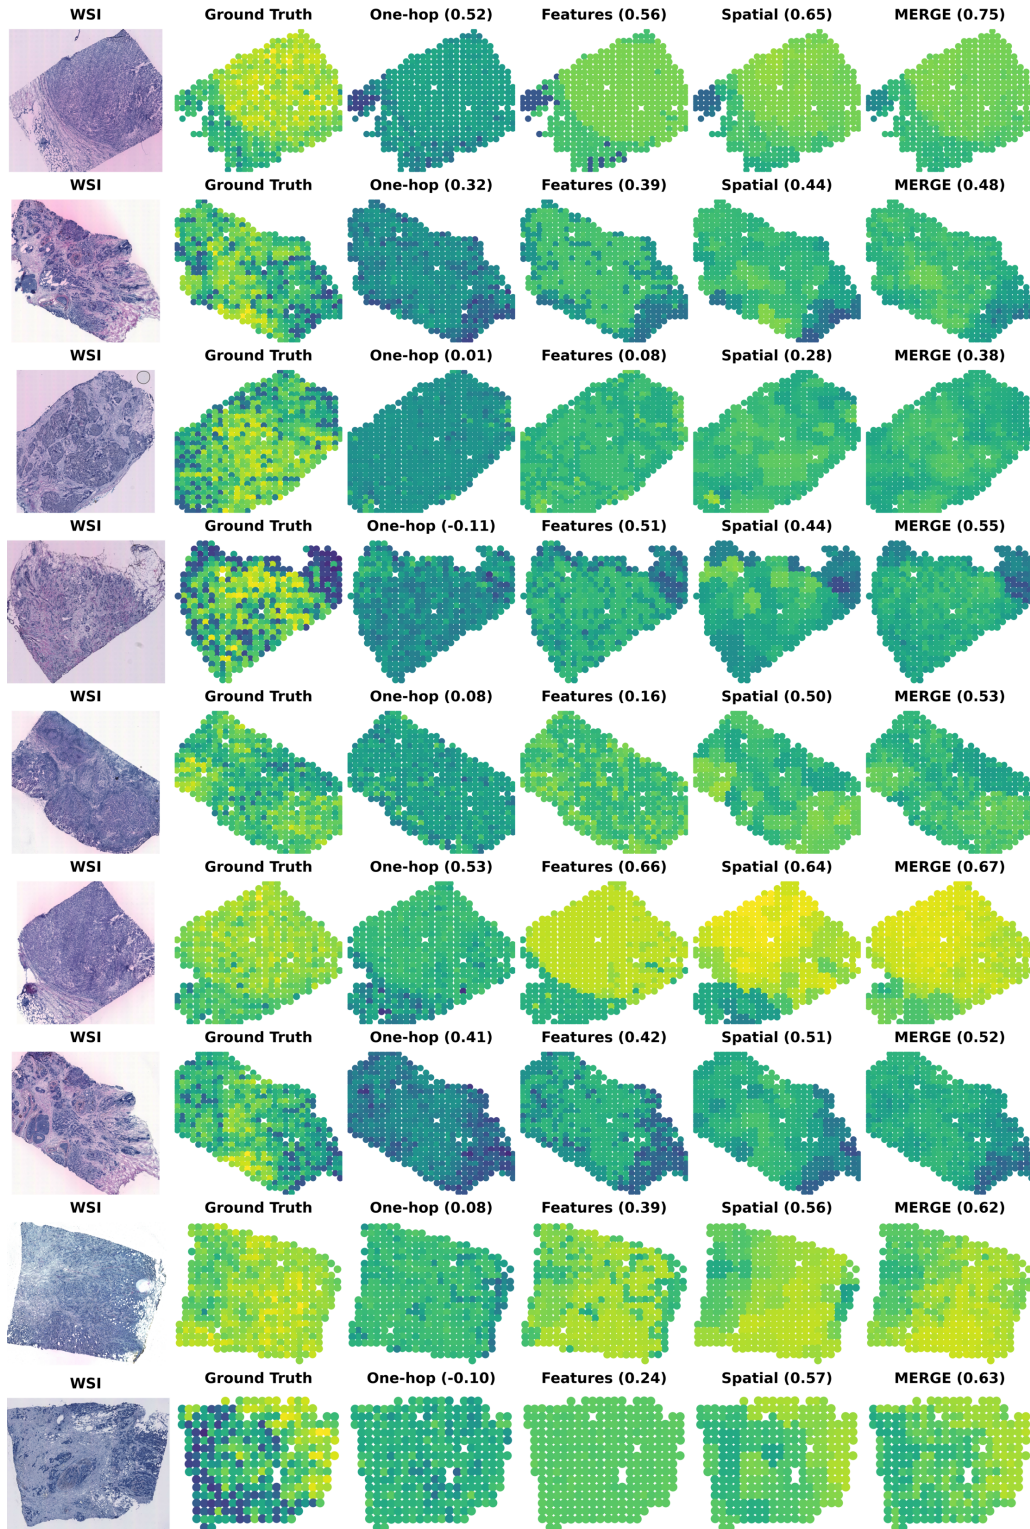 WSI Ground Truth One-hop (0.52) Features (0.56) Spatial (0.65) MERGE (0.75)
WSI Ground Truth One-hop (0.32) Features (0.39) Spatial (0.44) MERGE (0.48)
WSI Ground Truth One-hop (0.01) Features (0.08) Spatial (0.28) MERGE (0.38)
WSI Ground Truth One-hop (-0.11) Features (0.51) Spatial (0.44) MERGE (0.55)
WSI Ground Truth One-hop (0.08) Features (0.16) Spatial (0.50) MERGE (0.53)
WSI Ground Truth One-hop (0.53) Features (0.66) Spatial (0.64) MERGE (0.67)
WSI Ground Truth One-hop (0.41) Features (0.42) Spatial (0.51) MERGE (0.52)
WSI Ground Truth One-hop (0.08) Features (0.39) Spatial (0.56) MERGE (0.62)
WSI Ground Truth One-hop (-0.10) Features (0.24) Spatial (0.57) MERGE (0.63)